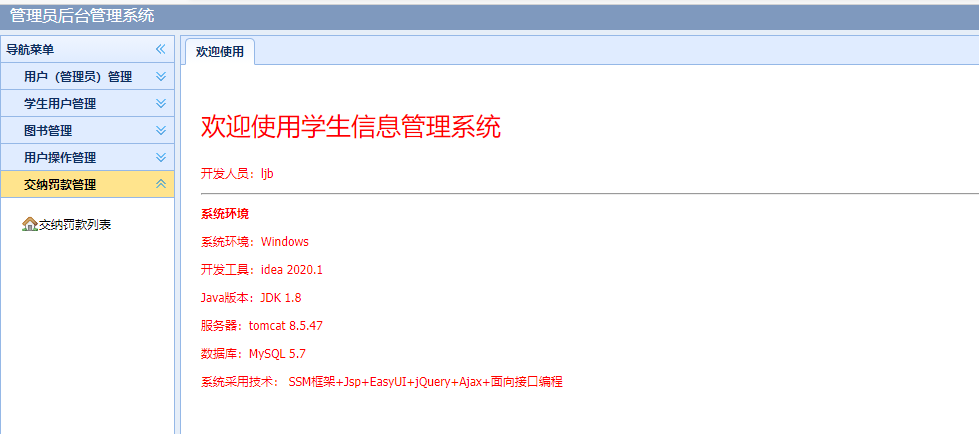 管理员后台管理系统
导航菜单
用户（管理员）管理
学生用户管理
图书管理
用户操作管理
交纳罚款管理
交纳罚款列表
欢迎使用
欢迎使用学生信息管理系统
开发人员：ljb
系统环境
系统环境：Windows
开发工具：idea 2020.1
Java版本：JDK 1.8
服务器：tomcat 8.5.47
数据库：MySQL 5.7
系统采用技术： SSM框架+Jsp+EasyUI+jQuery+Ajax+面向接口编程